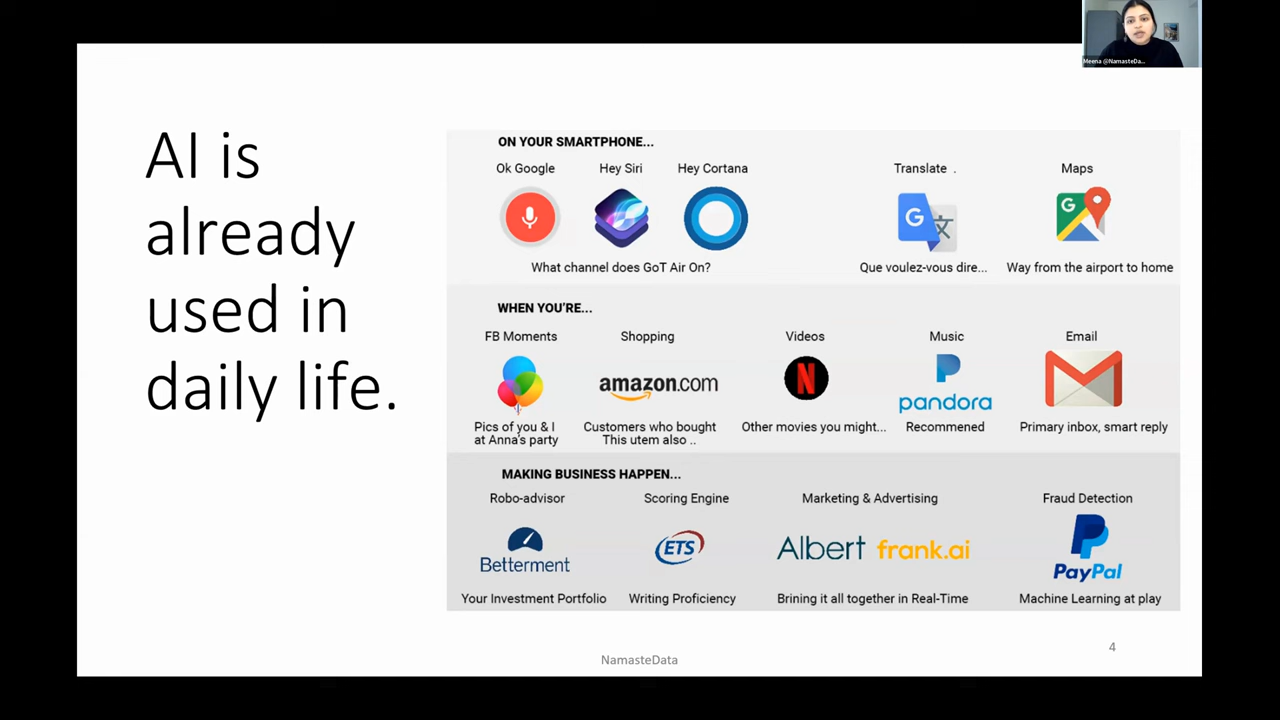 Meena @NamasteDa...
AI is
already
used in
daily life.
ON YOUR SMARTPHONE...
Ok Google Hey Siri Hey Cortana Translate . Maps
G 文 G
What channel does GoT Air On? Que voulez-vous dire... Way from the airport to home
WHEN YOU'RE...
FB Moments Shopping Videos Music Email
amazon.com N P pandora M
Pics of you & I Customers who bought Other movies you might... Recommened Primary inbox, smart reply
at Anna's party This utem also ..
MAKING BUSINESS HAPPEN...
Robo-advisor Scoring Engine Marketing & Advertising Fraud Detection
Betterment ETS Albert frank.ai PayPal
Your Investment Portfolio Writing Proficiency Brining it all together in Real-Time Machine Learning at play
NamasteData
4